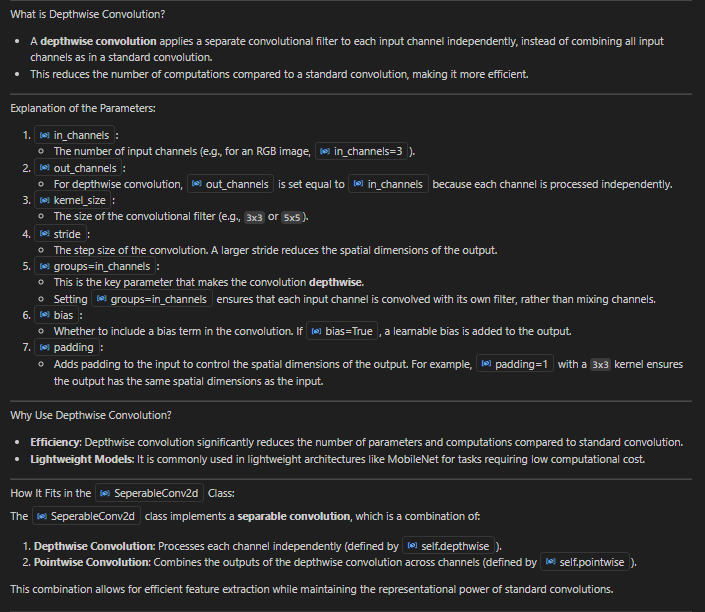 What is Depthwise Convolution?
• A depthwise convolution applies a separate convolutional filter to each input channel independently, instead of combining all input
channels as in a standard convolution.
• This reduces the number of computations compared to a standard convolution, making it more efficient.
Explanation of the Parameters:
1. in_channels :
○ The number of input channels (e.g., for an RGB image, in_channels=3 ).
2. out_channels :
○ For depthwise convolution, out_channels is set equal to in_channels because each channel is processed independently.
3. kernel_size :
○ The size of the convolutional filter (e.g., 3x3 or 5x5).
4. stride :
○ The step size of the convolution. A larger stride reduces the spatial dimensions of the output.
5. groups=in_channels :
○ This is the key parameter that makes the convolution depthwise.
○ Setting groups=in_channels ensures that each input channel is convolved with its own filter, rather than mixing channels.
6. bias :
○ Whether to include a bias term in the convolution. If bias=True , a learnable bias is added to the output.
7. padding :
○ Adds padding to the input to control the spatial dimensions of the output. For example, padding=1 with a 3x3 kernel ensures
the output has the same spatial dimensions as the input.
Why Use Depthwise Convolution?
• Efficiency: Depthwise convolution significantly reduces the number of parameters and computations compared to standard convolution.
• Lightweight Models: It is commonly used in lightweight architectures like MobileNet for tasks requiring low computational cost.
How It Fits in the SeperableConv2d Class:
The SeperableConv2d class implements a separable convolution, which is a combination of:
1. Depthwise Convolution: Processes each channel independently (defined by self.depthwise ).
2. Pointwise Convolution: Combines the outputs of the depthwise convolution across channels (defined by self.pointwise ).
This combination allows for efficient feature extraction while maintaining the representational power of standard convolutions.